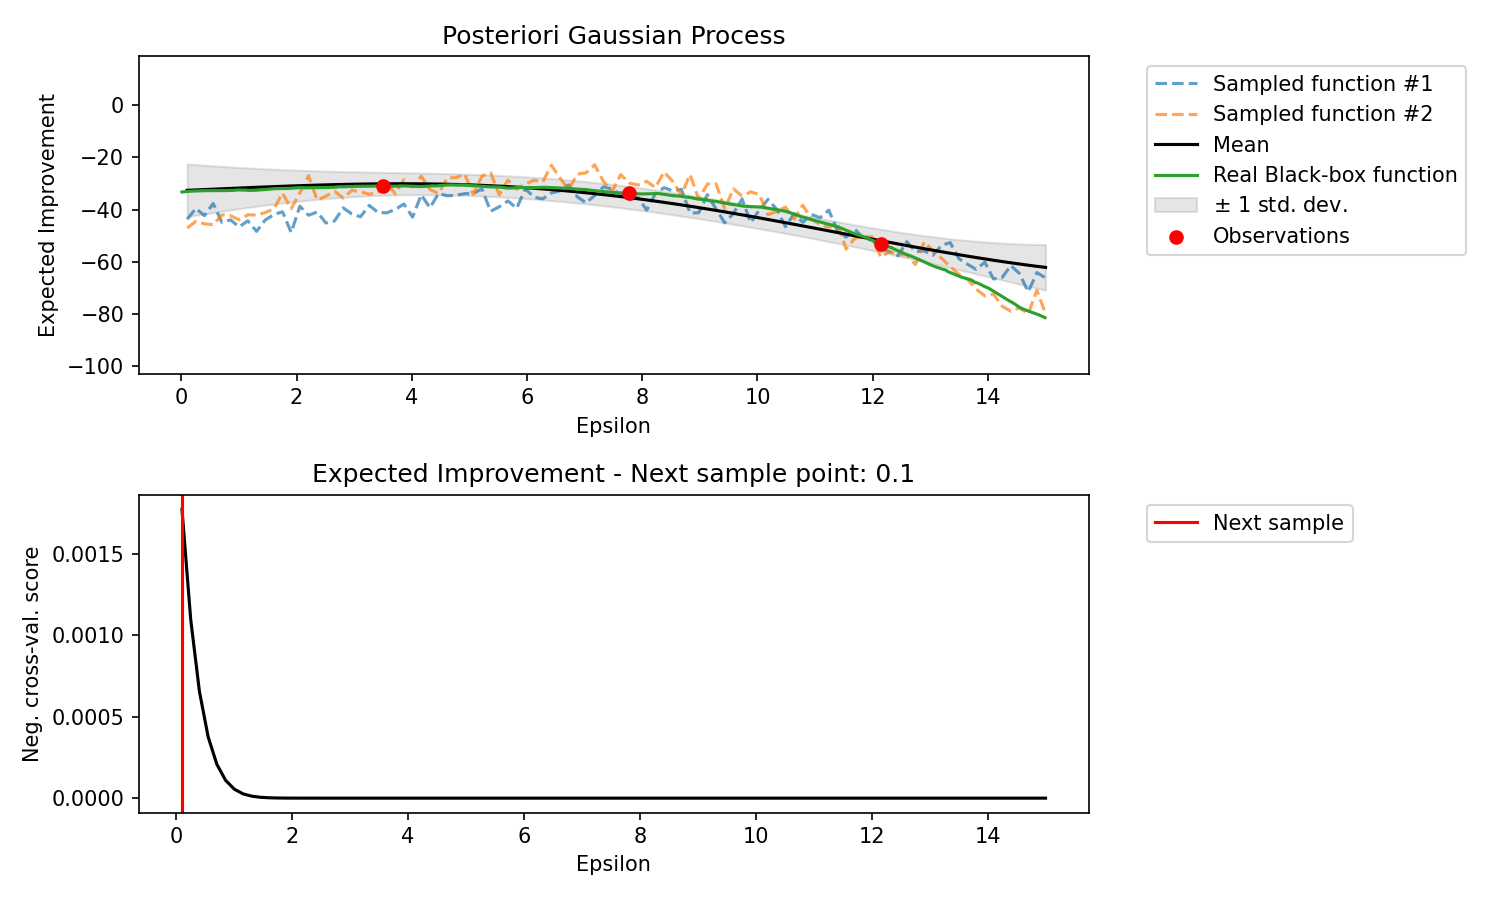 Posteriori Gaussian Process
Expected Improvement
0
−20
−40
−60
−80
−100
0 2 4 6 8 10 12 14
Epsilon
Sampled function #1
Sampled function #2
Mean
Real Black-box function
± 1 std. dev.
Observations
Expected Improvement - Next sample point: 0.1
Neg. cross-val. score
0.0015
0.0010
0.0005
0.0000
0 2 4 6 8 10 12 14
Epsilon
Next sample